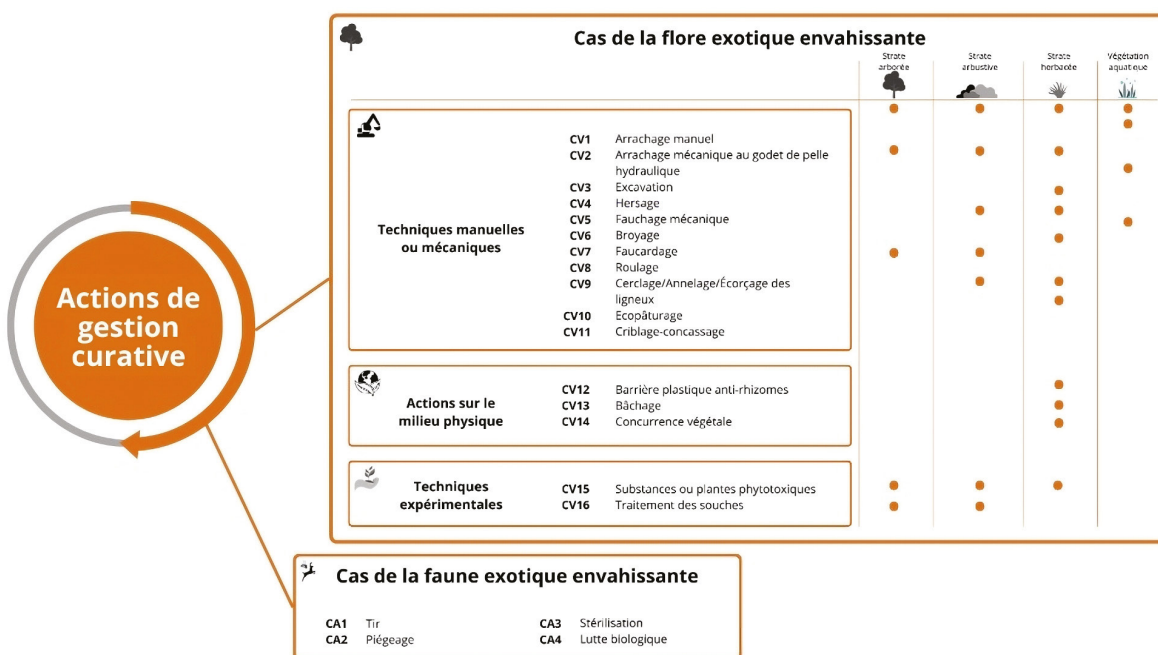 Cas de la flore exotique envahissante
Strate
arborée
Strate
arbustive
Strate
herbacée
Végétation
aquatique
Actions de
gestion
curative
Techniques manuelles
ou mécaniques
CV1 Arrachage manuel
CV2 Arrachage mécanique au godet de pelle
hydraulique
CV3 Excavation
CV4 Hersage
CV5 Fauchage mécanique
CV6 Broyage
CV7 Faucardage
CV8 Roulage
CV9 Cerclage/Annelage/Écorçage des
ligneux
CV10 Ecopâturage
CV11 Criblage-concassage
Actions sur le
milieu physique
CV12 Barrière plastique anti-rhizomes
CV13 Bâchage
CV14 Concurrence végétale
Techniques
expérimentales
CV15 Substances ou plantes phytotoxiques
CV16 Traitement des souches
Cas de la faune exotique envahissante
CA1 Tir
CA2 Piégeage
CA3 Stérilisation
CA4 Lutte biologique